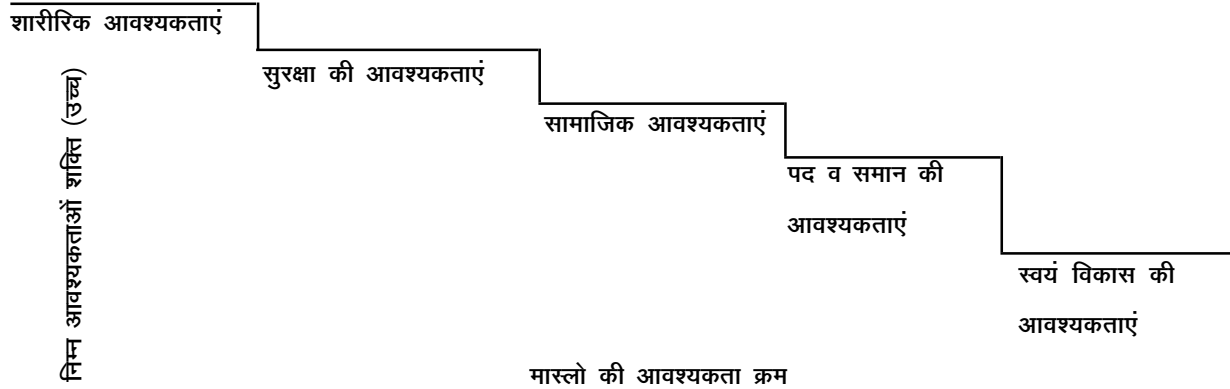 शारीरिक आवश्यकताएं
सुरक्षा की आवश्यकताएं
सामाजिक आवश्यकताएं
पद व समान की
आवश्यकताएं
स्वयं विकास की
आवश्यकताएं
निम्न आवश्यकताओं शक्ति (उच्च)
मास्लो की आवश्यकता क्रम